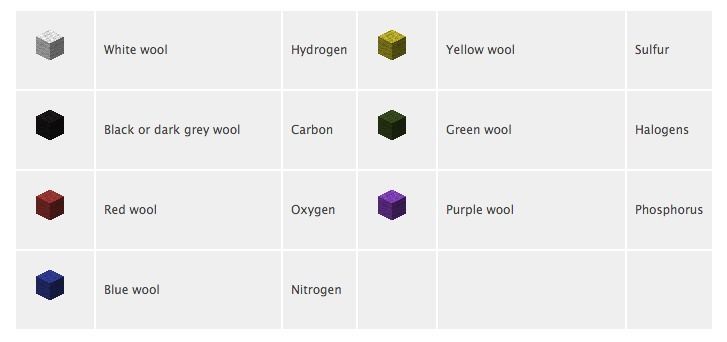 White wool Hydrogen Yellow wool Sulfur
Black or dark grey wool Carbon Green wool Halogens
Red wool Oxygen Purple wool Phosphorus
Blue wool Nitrogen